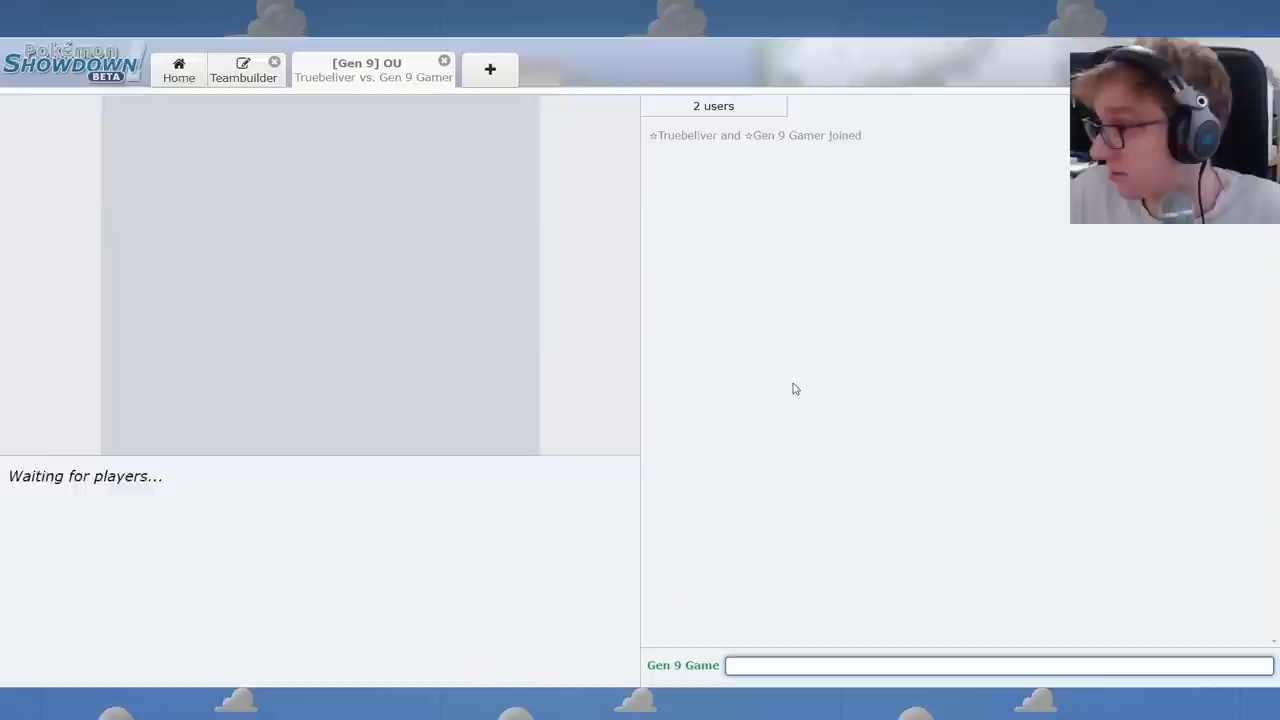 Pokémon
SHOWDOWN
BETA
Home
Teambuilder
[Gen 9] OU
Truebeliver vs. Gen 9 Gamer
+
2 users
☆Truebeliver and ☆Gen 9 Gamer joined
Waiting for players...
Gen 9 Game